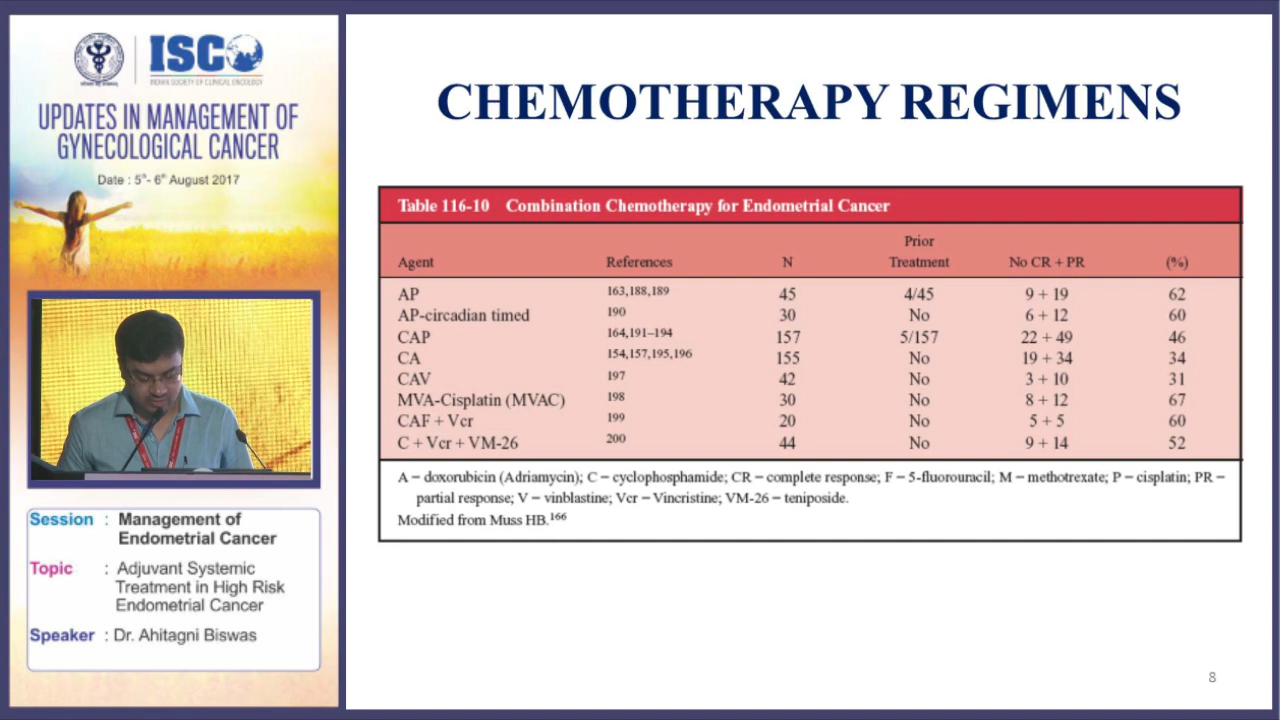 ISCO
INDIAN SOCIETY OF CLINICAL ONCOLOGY
UPDATES IN MANAGEMENT OF
GYNECOLOGICAL CANCER
Date : 5th- 6th August 2017
Session : Management of
Endometrial Cancer
Topic : Adjuvant Systemic
Treatment in High Risk
Endometrial Cancer
Speaker : Dr. Ahitagni Biswas
CHEMOTHERAPY REGIMENS
Table 116-10 Combination Chemotherapy for Endometrial Cancer
Prior
Agent References N Treatment No CR + PR (%)
AP 163,188,189 45 4/45 9 + 19 62
AP-circadian timed 190 30 No 6 + 12 60
CAP 164,191–194 157 5/157 22 + 49 46
CA 154,157,195,196 155 No 19 + 34 34
CAV 197 42 No 3 + 10 31
MVA-Cisplatin (MVAC) 198 30 No 8 + 12 67
CAF + Vcr 199 20 No 5 + 5 60
C + Vcr + VM-26 200 44 No 9 + 14 52
A – doxorubicin (Adriamycin); C – cyclophosphamide; CR – complete response; F – 5-fluorouracil; M – methotrexate; P – cisplatin; PR –
partial response; V – vinblastine; Vcr – Vincristine; VM-26 – teniposide.
Modified from Muss HB.166
8